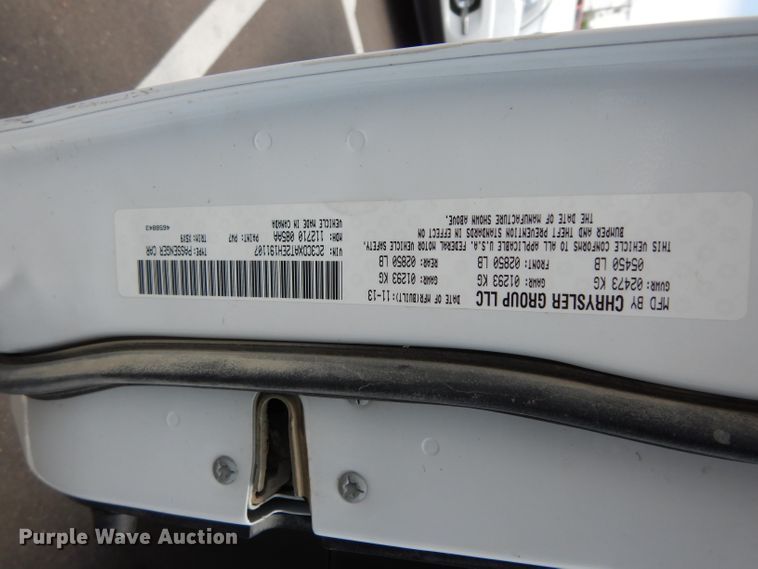 MFD BY CHRYSLER GROUP LLC
DATE OF MFR(BUILT): 11-13
GVWR: 02473 KG
05450 LB
GAWR: 01293 KG
FRONT: 02850 LB
GAWR: 01293 KG
REAR: 02850 LB
THIS VEHICLE CONFORMS TO ALL APPLICABLE U.S.A. FEDERAL MOTOR VEHICLE SAFETY,
BUMPER AND THEFT PREVENTION STANDARDS IN EFFECT ON
THE DATE OF MANUFACTURE SHOWN ABOVE.
VIN: 2C3CDXAT2EH191107
TYPE: PASSENGER CAR
MDH: 112710 085AA
PAINT: PW7
TRIM: X5X9
VEHICLE MADE IN CANADA
4658843
Purple Wave Auction